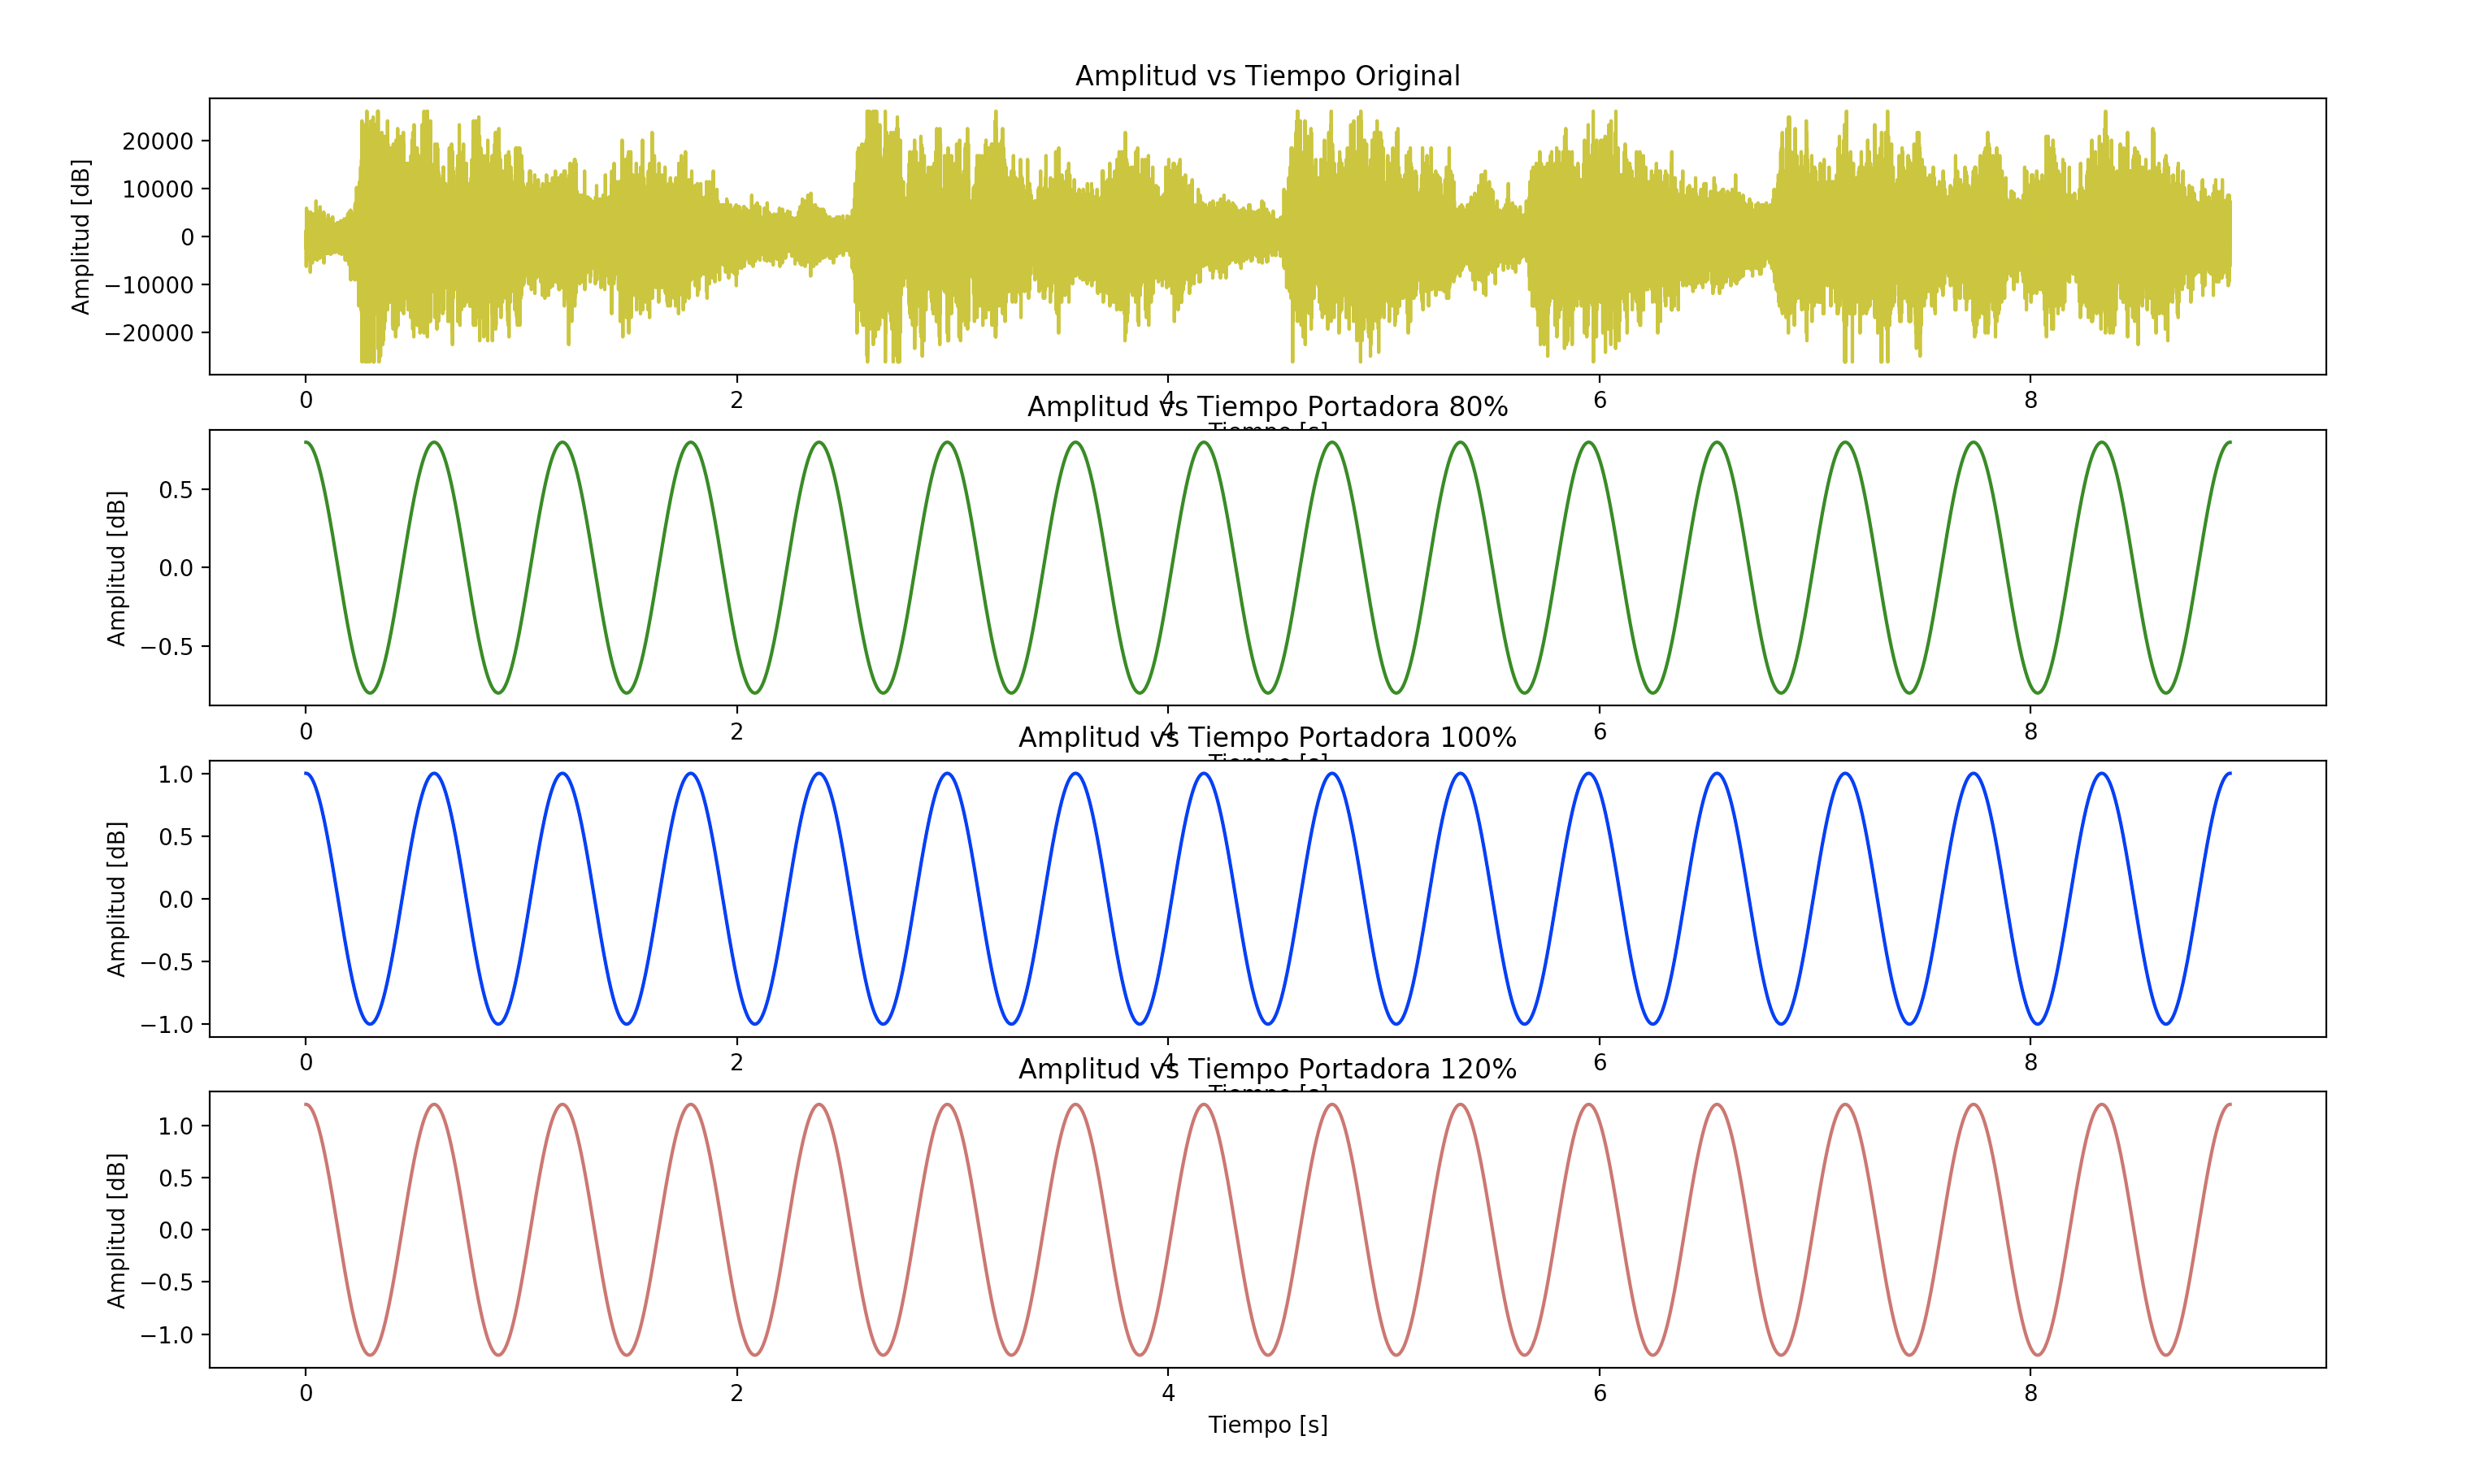 Amplitud vs Tiempo Original
Amplitud [dB]
20000
10000
0
−10000
−20000
0 2 4 6 8
Tiempo [s]
Amplitud vs Tiempo Portadora 80%
Amplitud [dB]
0.5
0.0
−0.5
0 2 4 6 8
Tiempo [s]
Amplitud vs Tiempo Portadora 100%
Amplitud [dB]
1.0
0.5
0.0
−0.5
−1.0
0 2 4 6 8
Tiempo [s]
Amplitud vs Tiempo Portadora 120%
Amplitud [dB]
1.0
0.5
0.0
−0.5
−1.0
0 2 4 6 8
Tiempo [s]